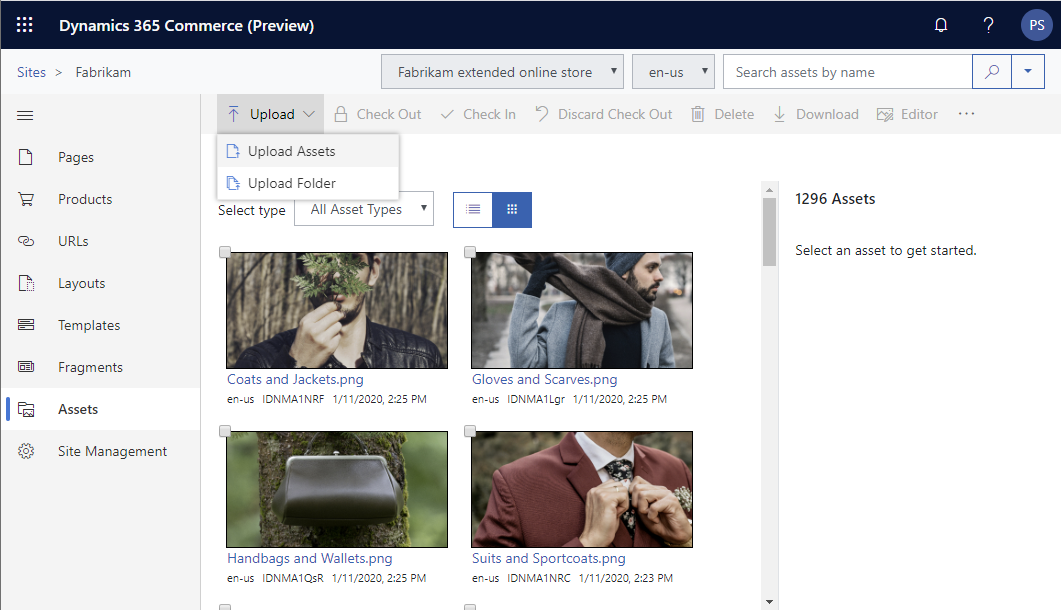 Dynamics 365 Commerce (Preview)
? PS
Sites > Fabrikam
Fabrikam extended online store
en-us
Search assets by name
Upload
Check Out
Check In
Discard Check Out
Delete
Download
Editor
...
Upload Assets
Upload Folder
Pages
Products
URLs
Layouts
Templates
Fragments
Assets
Site Management
Select type
All Asset Types
1296 Assets
Select an asset to get started.
Coats and Jackets.png
en-us IDNMA1NRF 1/11/2020, 2:25 PM
Gloves and Scarves.png
en-us IDNMA1Lgr 1/11/2020, 2:25 PM
Handbags and Wallets.png
en-us IDNMA1QsR 1/11/2020, 2:25 PM
Suits and Sportcoats.png
en-us IDNMA1NRC 1/11/2020, 2:23 PM